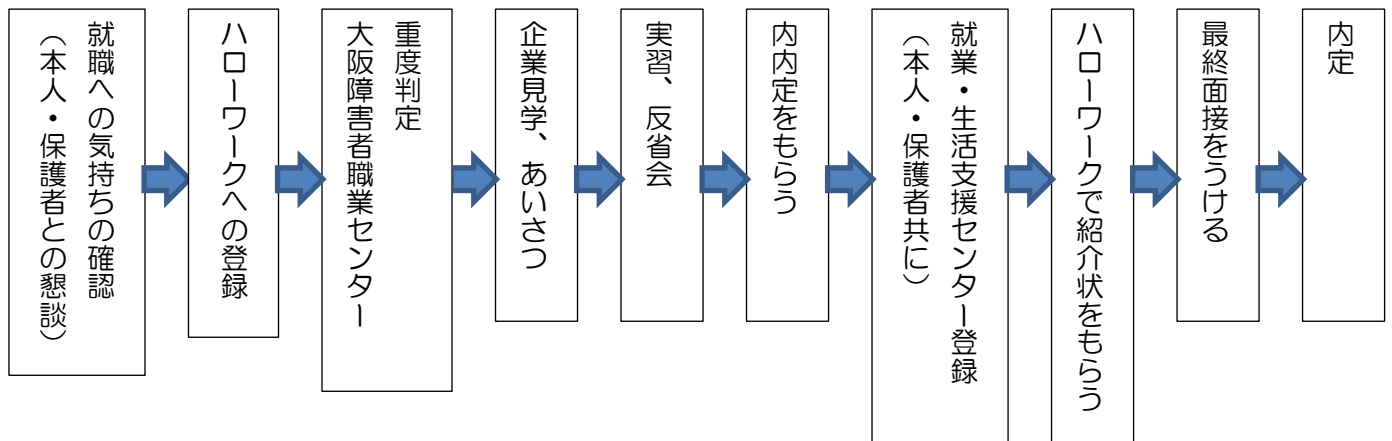 就職への気持ちの確認
（本人・保護者との懇談）
ハローワークへの登録
重度判定
大阪障害者職業センター
企業見学、あいさつ
実習、反省会
内内定をもらう
就業・生活支援センター登録
（本人・保護者共に）
ハローワークで紹介状をもらう
最終面接をうける
内定